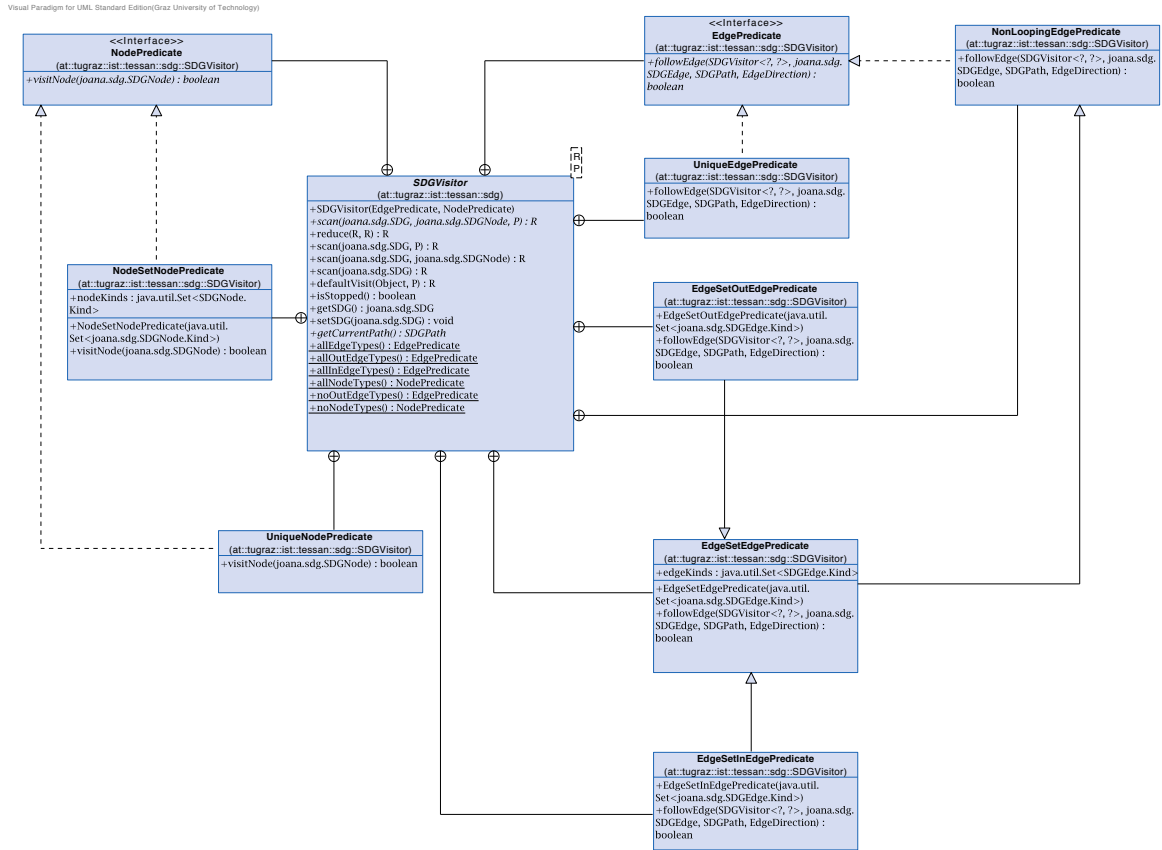 Visual Paradigm for UML Standard Edition(Graz University of Technology)
<<Interface>>
NodePredicate
(at::tugraz::ist::tessan::sdg::SDGVisitor)
+visitNode(joana.sdg.SDGNode) : boolean
<<Interface>>
EdgePredicate
(at::tugraz::ist::tessan::sdg::SDGVisitor)
+followEdge(SDGVisitor<?, ?>, joana.sdg.
SDGEdge, SDGPath, EdgeDirection) :
boolean
NonLoopingEdgePredicate
(at::tugraz::ist::tessan::sdg::SDGVisitor)
+followEdge(SDGVisitor<?, ?>, joana.sdg.
SDGEdge, SDGPath, EdgeDirection) :
boolean
R
P
SDGVisitor
(at::tugraz::ist::tessan::sdg)
+SDGVisitor(EdgePredicate, NodePredicate)
+scan(joana.sdg.SDG, joana.sdg.SDGNode, P) : R
+reduce(R, R) : R
+scan(joana.sdg.SDG, P) : R
+scan(joana.sdg.SDG, joana.sdg.SDGNode) : R
+scan(joana.sdg.SDG) : R
+defaultVisit(Object, P) : R
+isStopped() : boolean
+getSDG() : joana.sdg.SDG
+setSDG(joana.sdg.SDG) : void
+getCurrentPath() : SDGPath
+allEdgeTypes() : EdgePredicate
+allOutEdgeTypes() : EdgePredicate
+allInEdgeTypes() : EdgePredicate
+allNodeTypes() : NodePredicate
+noOutEdgeTypes() : EdgePredicate
+noNodeTypes() : NodePredicate
UniqueEdgePredicate
(at::tugraz::ist::tessan::sdg::SDGVisitor)
+followEdge(SDGVisitor<?, ?>, joana.sdg.
SDGEdge, SDGPath, EdgeDirection) :
boolean
NodeSetNodePredicate
(at::tugraz::ist::tessan::sdg::SDGVisitor)
+nodeKinds : java.util.Set<SDGNode.
Kind>
+NodeSetNodePredicate(java.util.
Set<joana.sdg.SDGNode.Kind>)
+visitNode(joana.sdg.SDGNode) : boolean
EdgeSetOutEdgePredicate
(at::tugraz::ist::tessan::sdg::SDGVisitor)
+EdgeSetOutEdgePredicate(java.util.
Set<joana.sdg.SDGEdge.Kind>)
+followEdge(SDGVisitor<?, ?>, joana.sdg.
SDGEdge, SDGPath, EdgeDirection) :
boolean
UniqueNodePredicate
(at::tugraz::ist::tessan::sdg::SDGVisitor)
+visitNode(joana.sdg.SDGNode) : boolean
EdgeSetEdgePredicate
(at::tugraz::ist::tessan::sdg::SDGVisitor)
+edgeKinds : java.util.Set<SDGEdge.Kind>
+EdgeSetEdgePredicate(java.util.
Set<joana.sdg.SDGEdge.Kind>)
+followEdge(SDGVisitor<?, ?>, joana.sdg.
SDGEdge, SDGPath, EdgeDirection) :
boolean
EdgeSetInEdgePredicate
(at::tugraz::ist::tessan::sdg::SDGVisitor)
+EdgeSetInEdgePredicate(java.util.
Set<joana.sdg.SDGEdge.Kind>)
+followEdge(SDGVisitor<?, ?>, joana.sdg.
SDGEdge, SDGPath, EdgeDirection) :
boolean